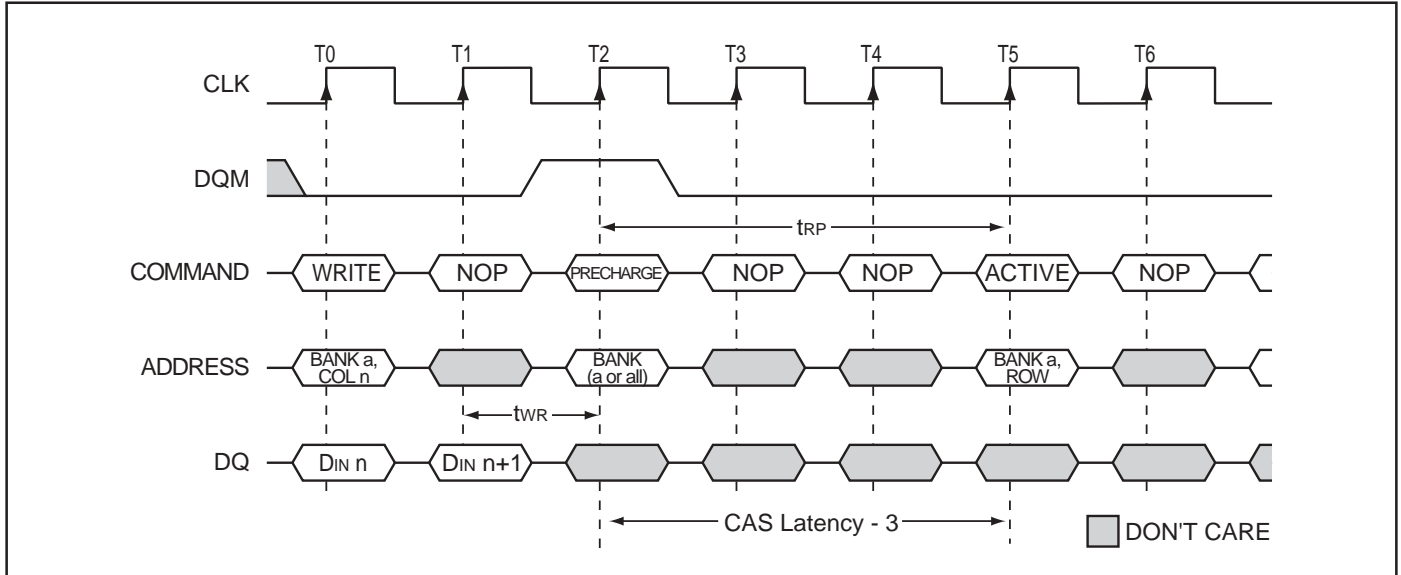 T0 T1 T2 T3 T4 T5 T6
CLK
DQM
tRP
COMMAND WRITE NOP PRECHARGE NOP NOP ACTIVE NOP
ADDRESS BANK a, COL n BANK (a or all) BANK a, ROW
tWR
DQ DIN n DIN n+1
CAS Latency - 3
DON'T CARE